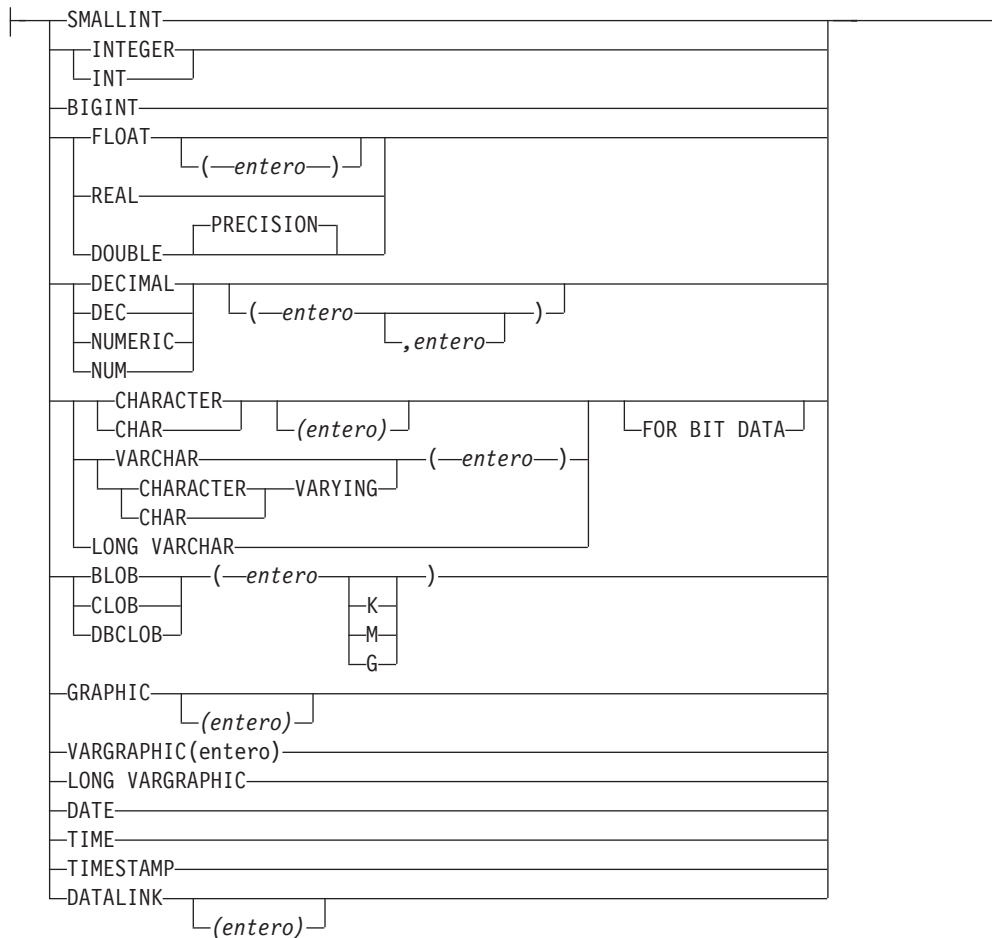 SMALLINT
INTEGER
INT
BIGINT
FLOAT
(entero)
REAL
PRECISION
DOUBLE
DECIMAL
DEC (entero )
NUMERIC ,entero
NUM
CHARACTER
CHAR (entero) FOR BIT DATA
VARCHAR (entero)
CHARACTER VARYING
CHAR
LONG VARCHAR
BLOB (entero )
CLOB K
DBCLOB M
G
GRAPHIC
(entero)
VARGRAPHIC(entero)
LONG VARGRAPHIC
DATE
TIME
TIMESTAMP
DATALINK
(entero)